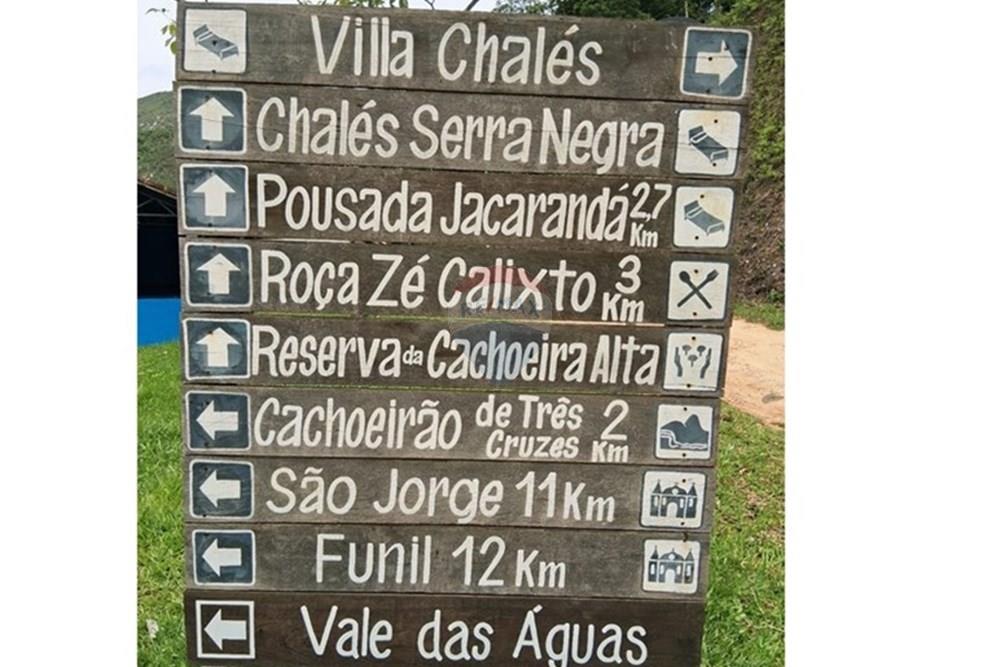 Villa Chalés
Chalés Serra Negra
Pousada Jacarandá 2,7 Km
Roça Zé Calixto 3 Km
Reserva da Cachoeira Alta
Cachoeirão de Três Cruzes 2 Km
São Jorge 11 Km
Funil 12 Km
Vale das Águas